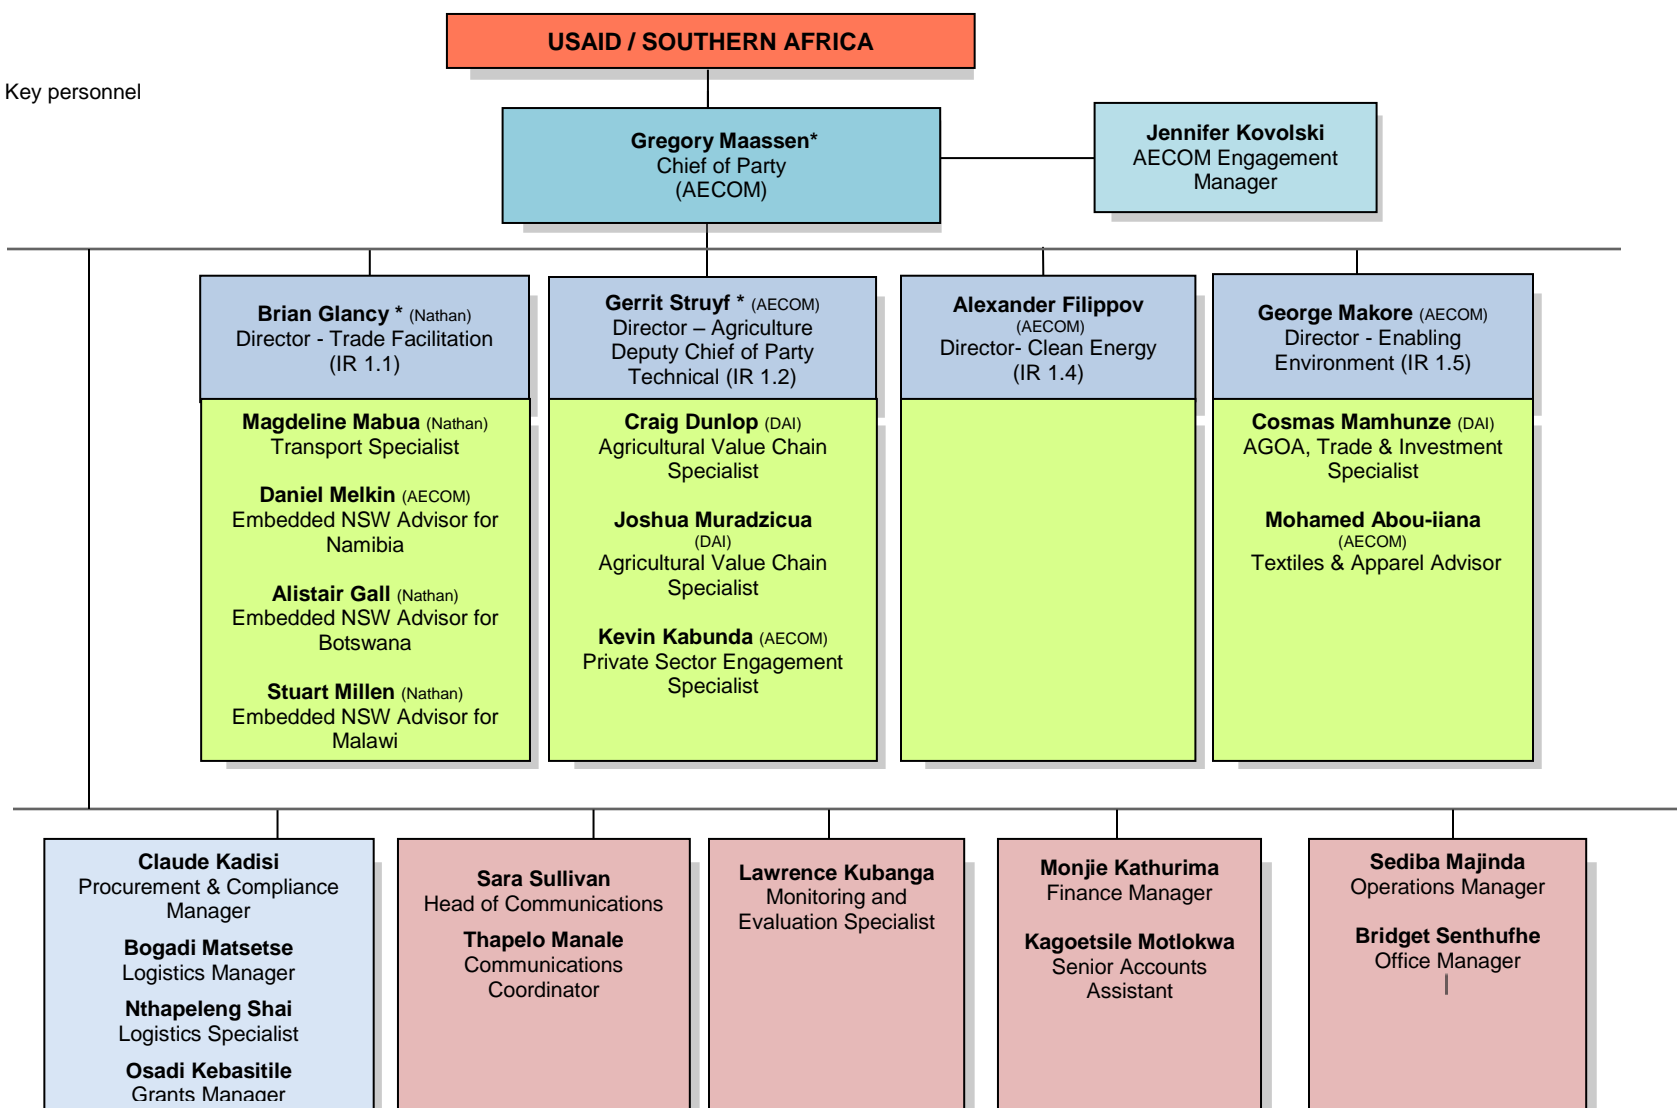 USAID / SOUTHERN AFRICA
Key personnel
Gregory Maassen*
Chief of Party
(AECOM)
Jennifer Kovolski
AECOM Engagement
Manager
Brian Glancy * (Nathan)
Director - Trade Facilitation
(IR 1.1)
Magdeline Mabua (Nathan)
Transport Specialist
Daniel Melkin (AECOM)
Embedded NSW Advisor for
Namibia
Alistair Gall (Nathan)
Embedded NSW Advisor for
Botswana
Stuart Millen (Nathan)
Embedded NSW Advisor for
Malawi
Gerrit Struyf * (AECOM)
Director – Agriculture
Deputy Chief of Party
Technical (IR 1.2)
Craig Dunlop (DAI)
Agricultural Value Chain
Specialist
Joshua Muradzicua
(DAI)
Agricultural Value Chain
Specialist
Kevin Kabunda (AECOM)
Private Sector Engagement
Specialist
Alexander Filippov
(AECOM)
Director- Clean Energy
(IR 1.4)
George Makore (AECOM)
Director - Enabling
Environment (IR 1.5)
Cosmas Mamhunze (DAI)
AGOA, Trade & Investment
Specialist
Mohamed Abou-iiana
(AECOM)
Textiles & Apparel Advisor
Claude Kadisi
Procurement & Compliance
Manager
Bogadi Matsetse
Logistics Manager
Nthapeleng Shai
Logistics Specialist
Osadi Kebasitile
Grants Manager
Sara Sullivan
Head of Communications
Thapelo Manale
Communications
Coordinator
Lawrence Kubanga
Monitoring and
Evaluation Specialist
Monjie Kathurima
Finance Manager
Kagoetsile Motlokwa
Senior Accounts
Assistant
Sediba Majinda
Operations Manager
Bridget Senthufhe
Office Manager